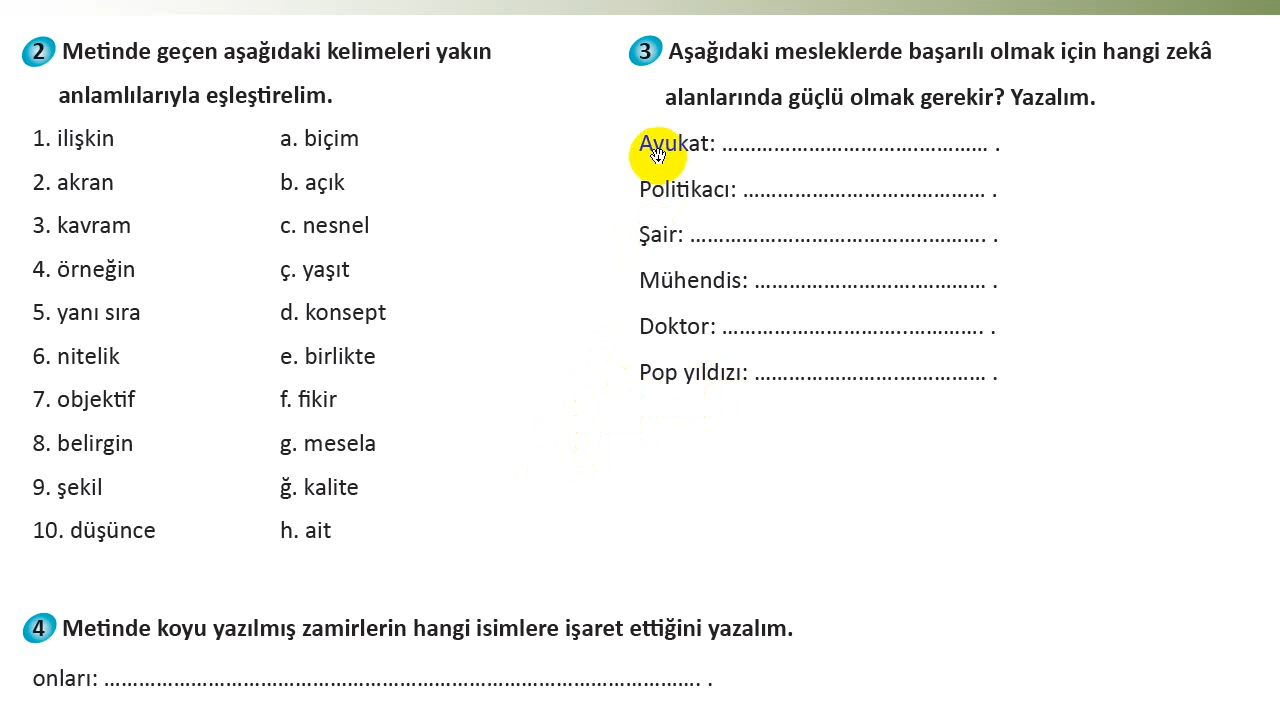 2 Metinde geçen aşağıdaki kelimeleri yakın
anlamlılarıyla eşleştirelim.
1. ilişkin a. biçim
2. akran b. açık
3. kavram c. nesnel
4. örneğin ç. yaşıt
5. yanı sıra d. konsept
6. nitelik e. birlikte
7. objektif f. fikir
8. belirgin g. mesela
9. şekil ğ. kalite
10. düşünce h. ait
3 Aşağıdaki mesleklerde başarılı olmak için hangi zekâ
alanlarında güçlü olmak gerekir? Yazalım.
Avukat: ………………………………………… .
Politikacı: …………………………………… .
Şair: ……………………………………………. .
Mühendis: ………………………………… .
Doktor: ………………………………………. .
Pop yıldızı: ………………………………… .
4 Metinde koyu yazılmış zamirlerin hangi isimlere işaret ettiğini yazalım.
onları: …………………………………………………………………………………………. .